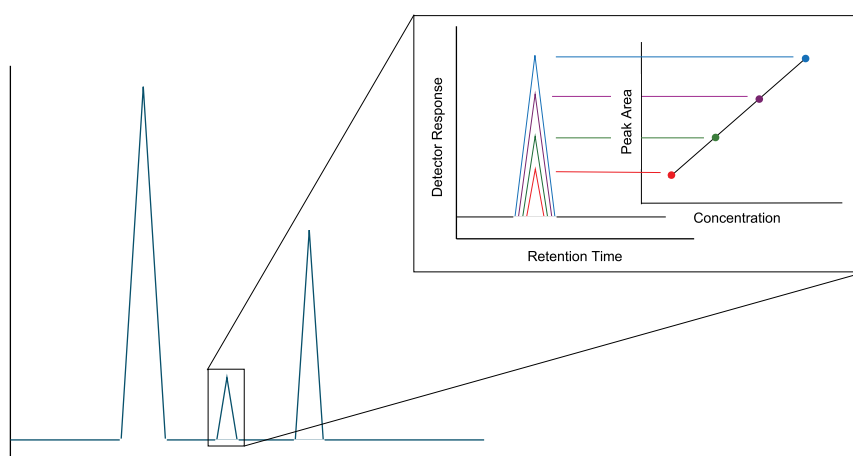 Detector Response
Peak Area
Concentration
Retention Time